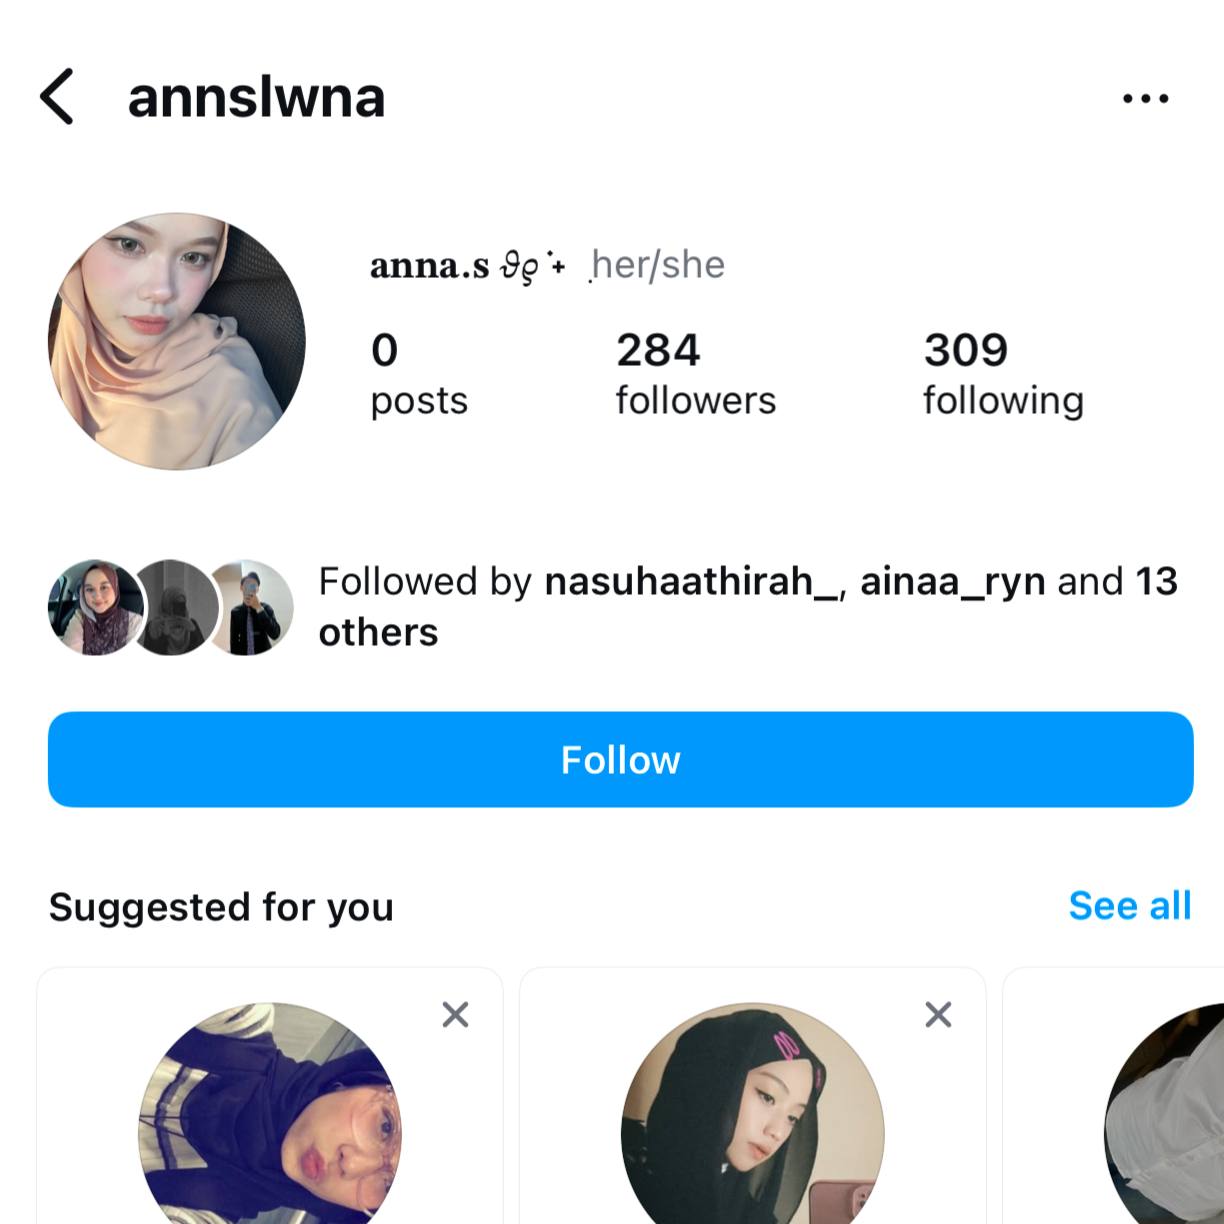 annslwna
anna.s 𝜗𝜚 ݁₊ ⊹ . her/she
0 284 309
posts followers following
Followed by nasuhaathirah_, ainaa_ryn and 13
others
Follow
Suggested for you See all